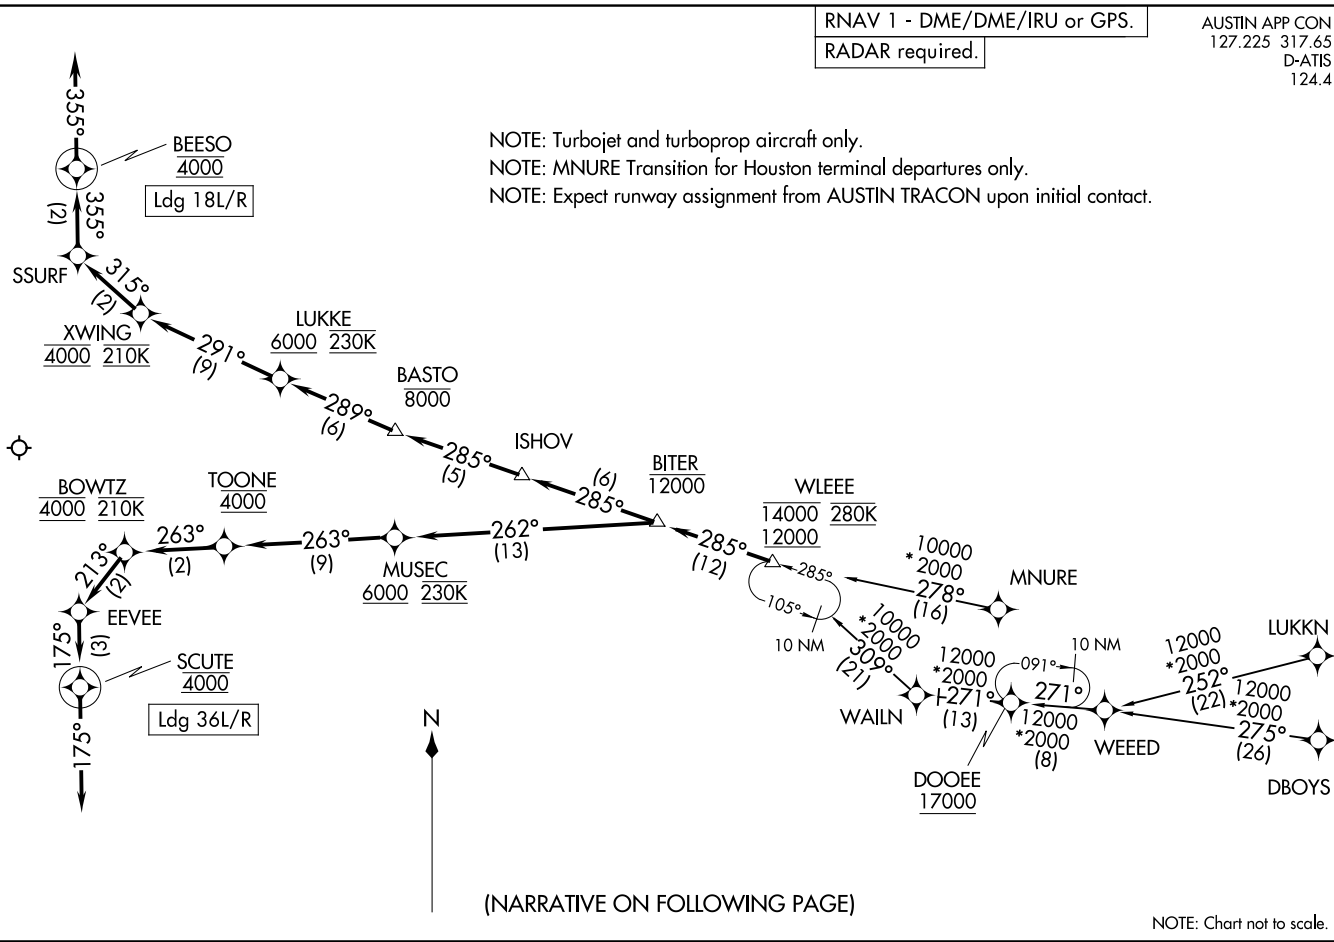 RNAV 1 - DME/DME/IRU or GPS.
RADAR required.
AUSTIN APP CON
127.225 317.65
D-ATIS
124.4
NOTE: Turbojet and turboprop aircraft only.
NOTE: MNURE Transition for Houston terminal departures only.
NOTE: Expect runway assignment from AUSTIN TRACON upon initial contact.
355°
BEESO
4000
Ldg 18L/R
355°
(2)
SSURF
315°
(2)
XWING
4000 210K
291°
(9)
LUKKE
6000 230K
289°
(6)
BASTO
8000
285°
(5)
ISHOV
(6)
285°
BITER
12000
WLEEE
14000 280K
12000
285°
(12)
285°
105°
10 NM
10000
*2000
278°
(16)
MNURE
10000
*2000
309°
(21)
WAILN
12000
*2000
271°
(13)
091°
10 NM
271°
12000
*2000
(8)
DOOEE
17000
WEEED
12000
*2000
252°
(22)
LUKKN
12000
*2000
275°
(26)
DBOYS
262°
(13)
MUSEC
6000 230K
263°
(9)
TOONE
4000
263°
(2)
BOWTZ
4000 210K
213°
(2)
EEVEE
175°
(3)
SCUTE
4000
Ldg 36L/R
175°
N
(NARRATIVE ON FOLLOWING PAGE)
NOTE: Chart not to scale.